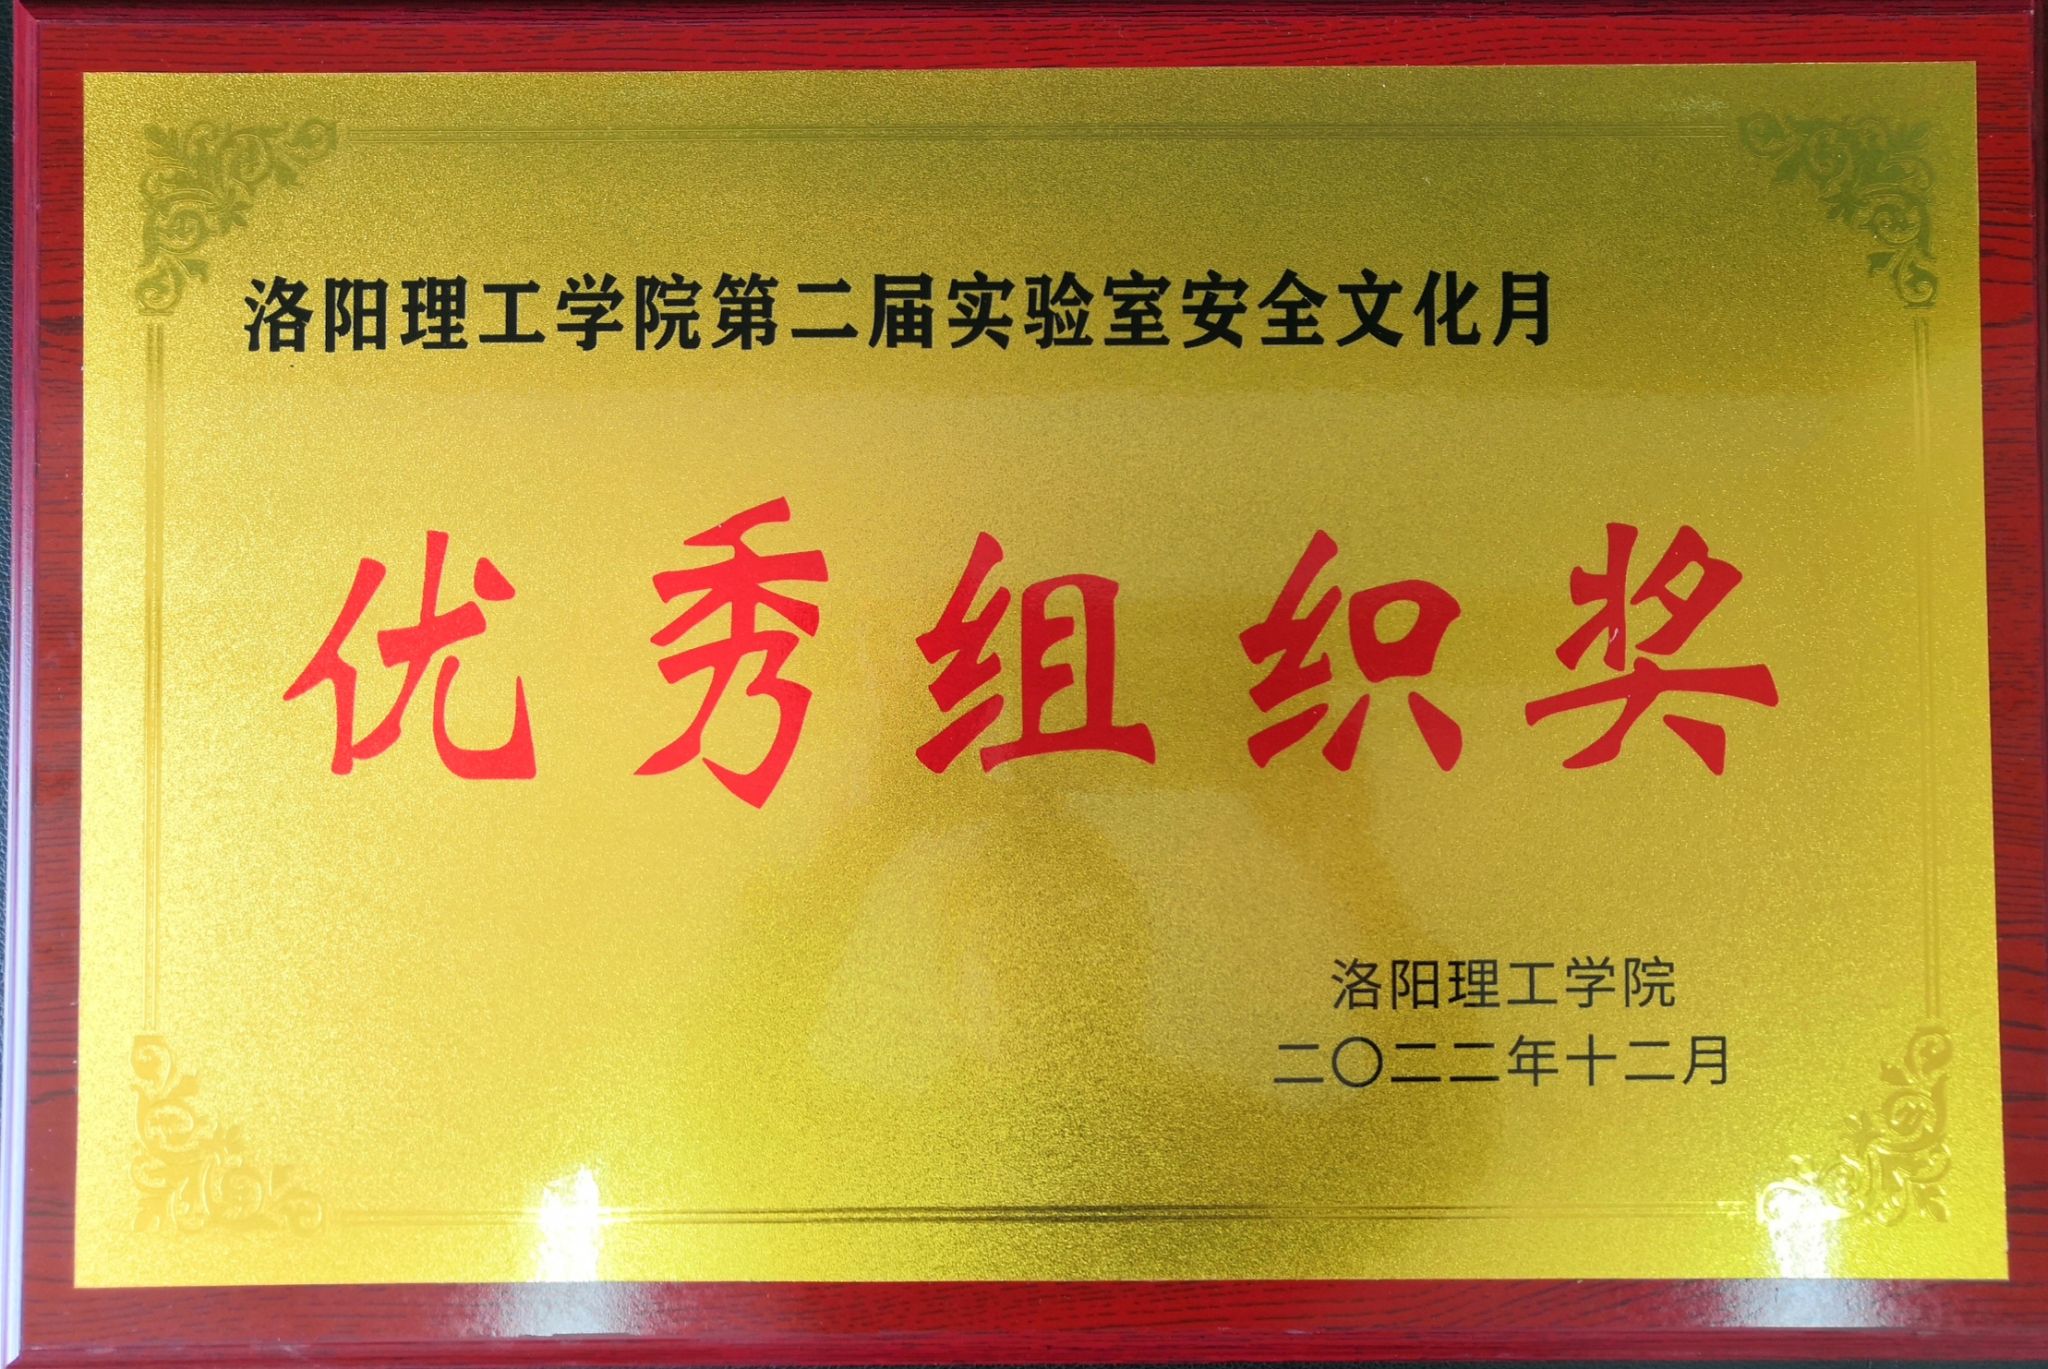 洛阳理工学院第二届实验室安全文化月
优秀组织奖
洛阳理工学院
二〇二二年十二月